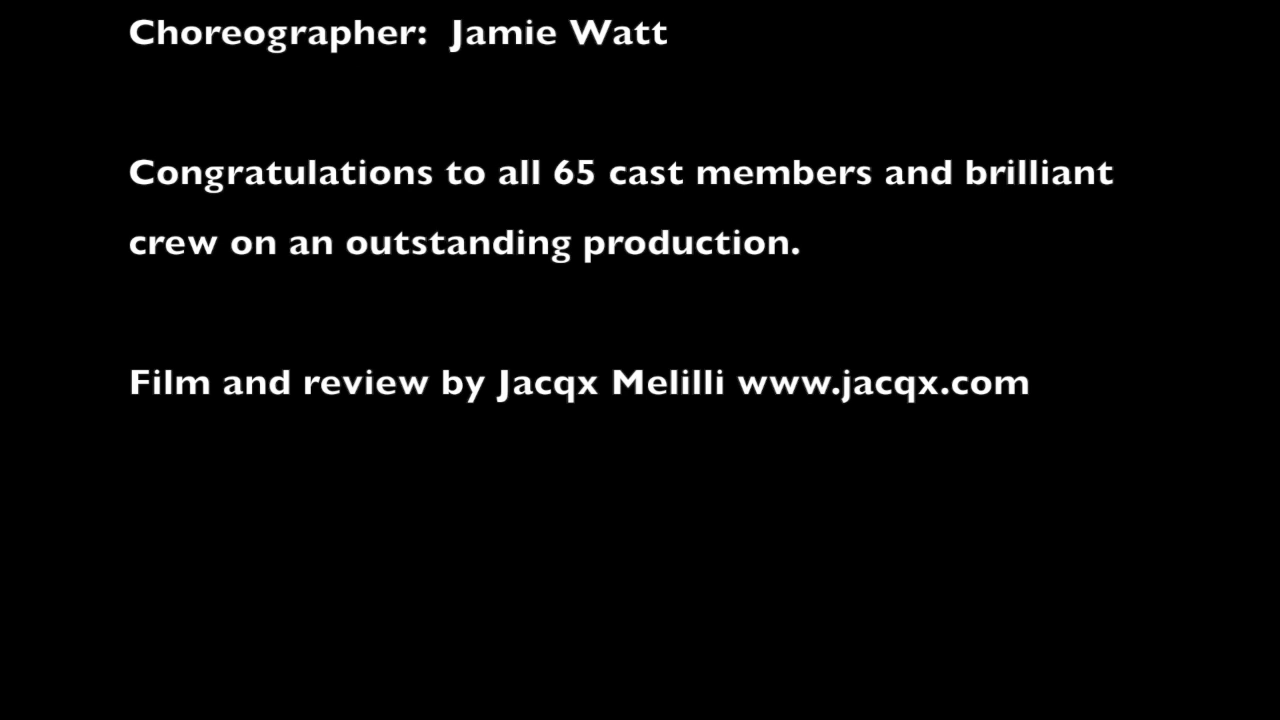 Choreographer:  Jamie Watt
Congratulations to all 65 cast members and brilliant
crew on an outstanding production.
Film and review by Jacqx Melilli www.jacqx.com